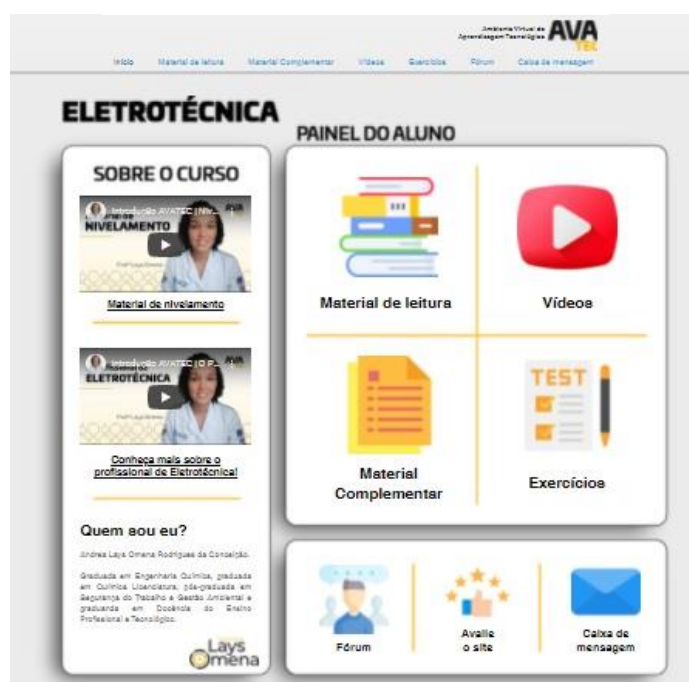 Ambiente Virtual de
Aprendizagem Tecnológica
AVA
TEC
Início Material de leitura Material Complementar Vídeos Exercícios Fórum Caixa de mensagem
ELETROTÉCNICA
PAINEL DO ALUNO
SOBRE O CURSO
Introdução AVATEC | Niv...
NIVELAMENTO
Material de nivelamento
Introdução AVATEC | O P...
ELETROTÉCNICA
Conheça mais sobre o
profissional de Eletrotécnica!
Quem sou eu?
Andrea Lays Omena Rodrigues da Conceição.
Graduada em Engenharia Química, graduada
em Química Licenciatura, pós-graduada em
Segurança do Trabalho e Gestão Ambiental e
graduanda em Docência do Ensino
Profissional e Tecnológico.
Lays
Omena
Material de leitura
Vídeos
TEST
Material
Complementar
Exercícios
Fórum
Avalie
o site
Caixa de
mensagem